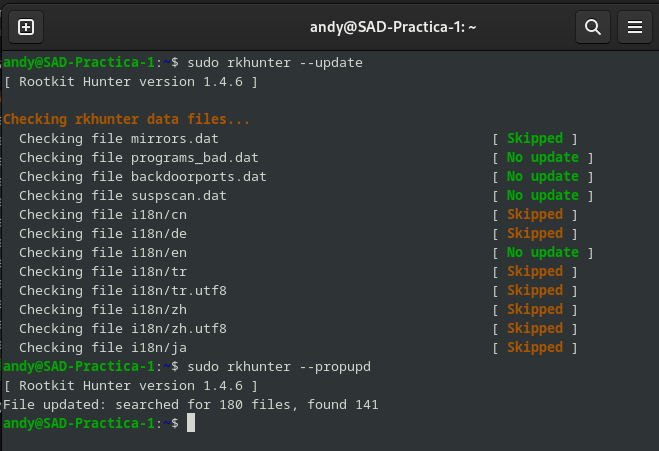 andy@SAD-Practica-1: ~
andy@SAD-Practica-1:~$ sudo rkhunter --update
[ Rootkit Hunter version 1.4.6 ]
Checking rkhunter data files...
Checking file mirrors.dat [ Skipped ]
Checking file programs_bad.dat [ No update ]
Checking file backdoorports.dat [ No update ]
Checking file suspscan.dat [ No update ]
Checking file i18n/cn [ Skipped ]
Checking file i18n/de [ Skipped ]
Checking file i18n/en [ No update ]
Checking file i18n/tr [ Skipped ]
Checking file i18n/tr.utf8 [ Skipped ]
Checking file i18n/zh [ Skipped ]
Checking file i18n/zh.utf8 [ Skipped ]
Checking file i18n/ja [ Skipped ]
andy@SAD-Practica-1:~$ sudo rkhunter --propupd
[ Rootkit Hunter version 1.4.6 ]
File updated: searched for 180 files, found 141
andy@SAD-Practica-1:~$